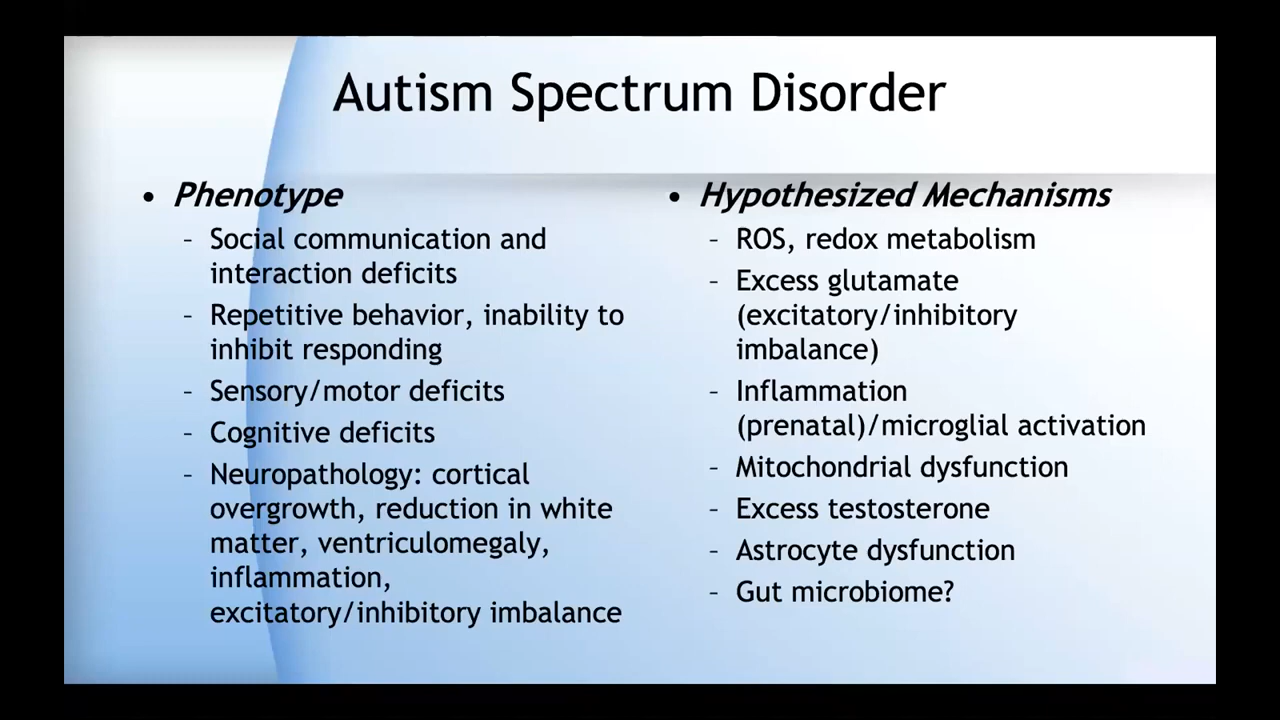 Autism Spectrum Disorder
• Phenotype
– Social communication and
interaction deficits
– Repetitive behavior, inability to
inhibit responding
– Sensory/motor deficits
– Cognitive deficits
– Neuropathology: cortical
overgrowth, reduction in white
matter, ventriculomegaly,
inflammation,
excitatory/inhibitory imbalance
• Hypothesized Mechanisms
– ROS, redox metabolism
– Excess glutamate
(excitatory/inhibitory
imbalance)
– Inflammation
(prenatal)/microglial activation
– Mitochondrial dysfunction
– Excess testosterone
– Astrocyte dysfunction
– Gut microbiome?